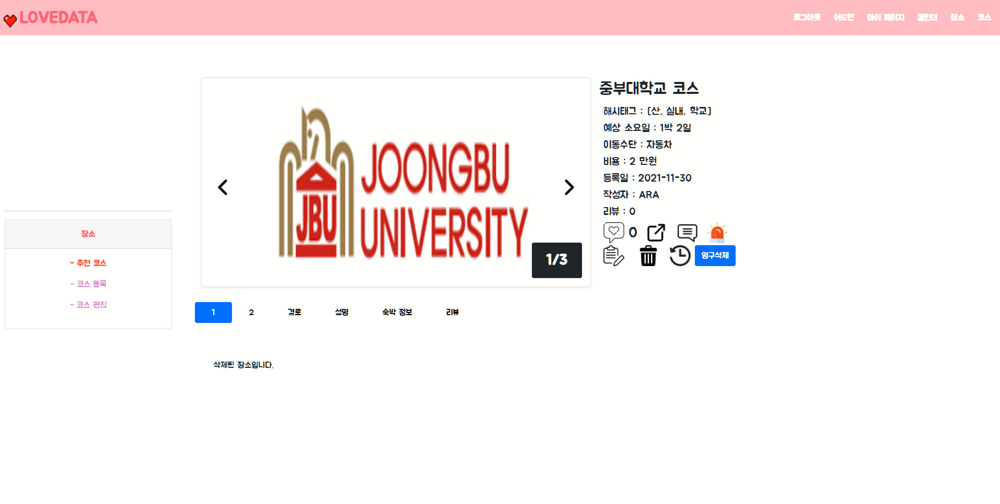 LOVEDATA
로그아웃 어드민 마이 페이지 캘린더 장소 코스
중부대학교 코스
해시태그 : [산, 실내, 학교]
예상 소요일 : 1박 2일
이동수단 : 자동차
비용 : 2 만원
등록일 : 2021-11-30
작성자 : ARA
리뷰 : 0
0
영구삭제
JOONGBU
UNIVERSITY
JBU
1/3
장소
- 추천 코스
- 코스 등록
- 코스 편집
1 2 경로 설명 숙박 정보 리뷰
삭제된 장소입니다.